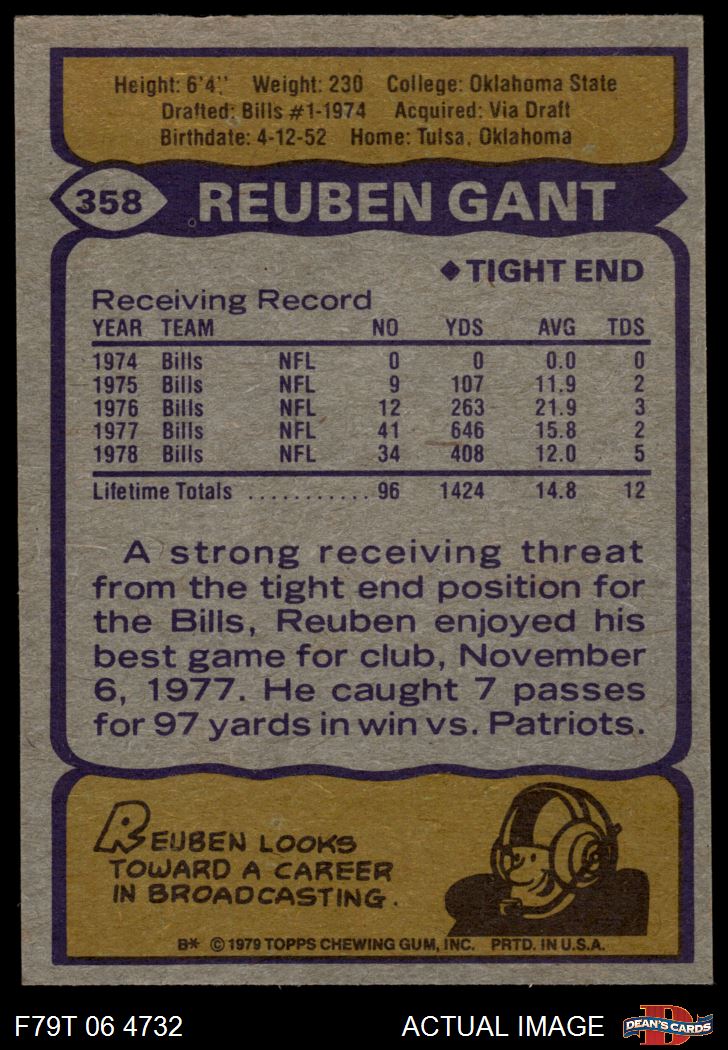 Height: 6'4" Weight: 230 College: Oklahoma State
Drafted: Bills #1-1974 Acquired: Via Draft
Birthdate: 4-12-52 Home: Tulsa, Oklahoma
358 REUBEN GANT
◆TIGHT END
Receiving Record
YEAR TEAM NO YDS AVG TDS
1974 Bills NFL 0 0 0.0 0
1975 Bills NFL 9 107 11.9 2
1976 Bills NFL 12 263 21.9 3
1977 Bills NFL 41 646 15.8 2
1978 Bills NFL 34 408 12.0 5
Lifetime Totals ........... 96 1424 14.8 12
A strong receiving threat
from the tight end position for
the Bills, Reuben enjoyed his
best game for club, November
6, 1977. He caught 7 passes
for 97 yards in win vs. Patriots.
REUBEN LOOKS
TOWARD A CAREER
IN BROADCASTING.
B* © 1979 TOPPS CHEWING GUM, INC. PRTD. IN U.S.A.
F79T 06 4732 ACTUAL IMAGE D DEAN'S CARDS